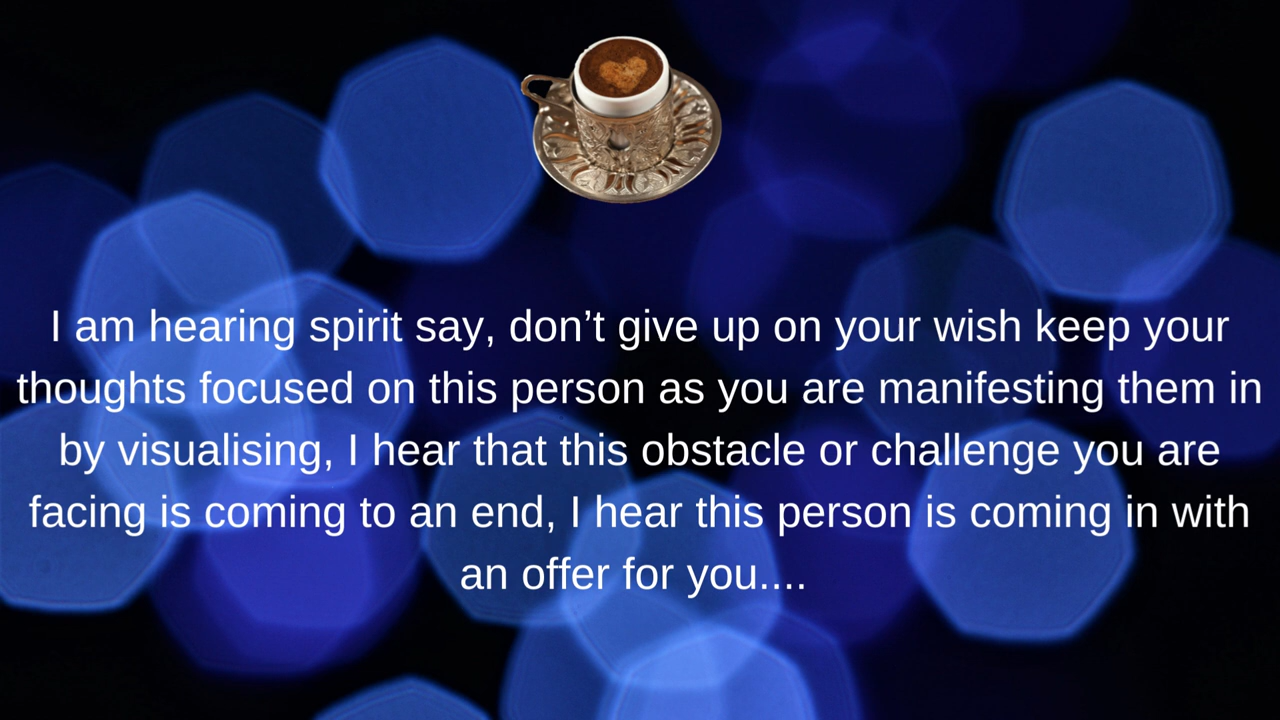 I am hearing spirit say, don’t give up on your wish keep your
thoughts focused on this person as you are manifesting them in
by visualising, I hear that this obstacle or challenge you are
facing is coming to an end, I hear this person is coming in with
an offer for you....